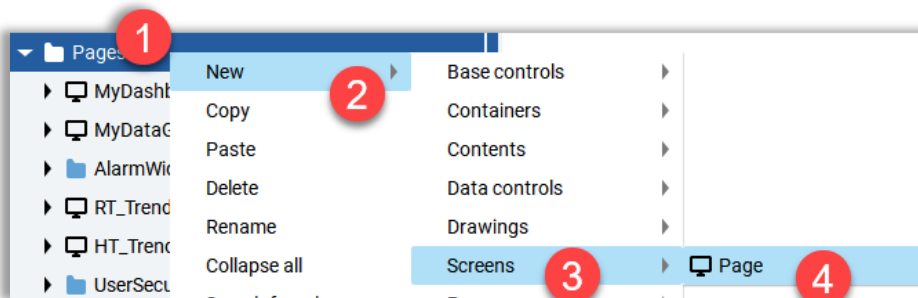 Pages
1
New
2
Base controls
MyDashb
Copy
Containers
MyDataG
Paste
Contents
AlarmWid
Delete
Data controls
RT_Trend
Rename
Drawings
HT_Trend
Collapse all
Screens
3
Page
4
UserSecu